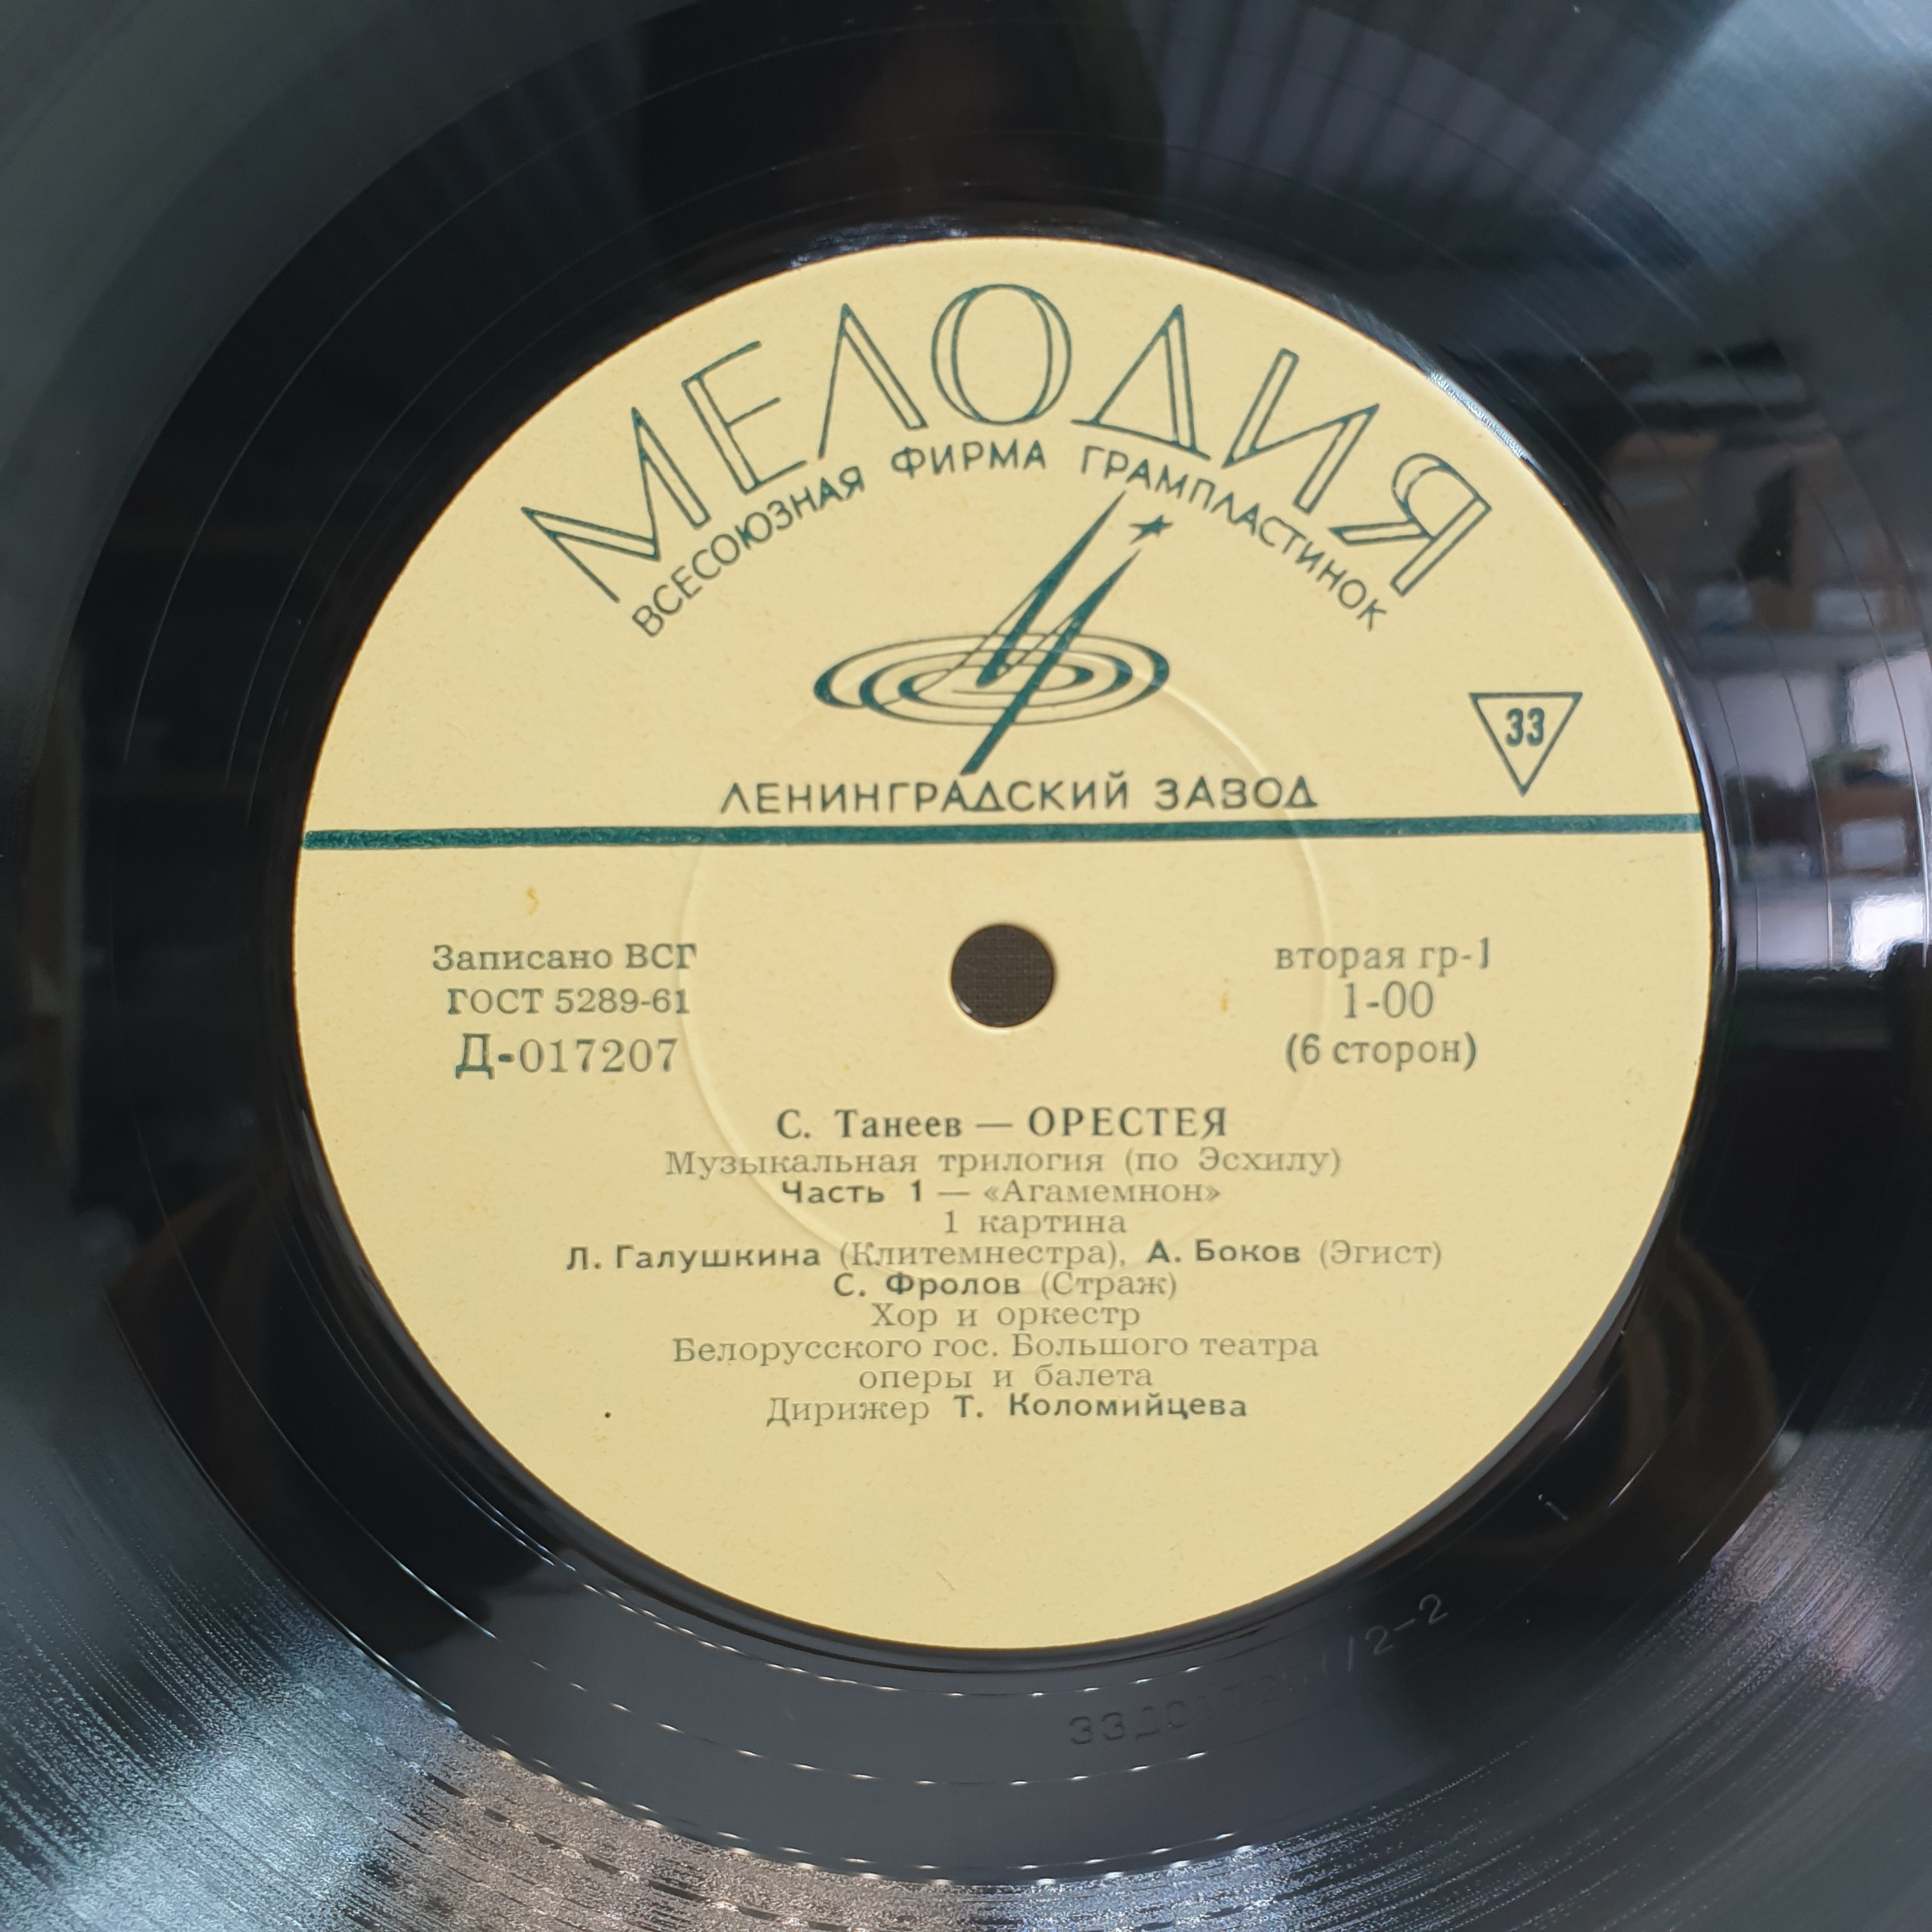 МЕЛОДИЯ
ВСЕСОЮЗНАЯ ФИРМА ГРАМПЛАСТИНОК
33
ЛЕНИНГРАДСКИЙ ЗАВОД
Записано ВСГ
ГОСТ 5289-61
Д-017207
вторая гр-1
1-00
(6 сторон)
С. Танеев — ОРЕСТЕЯ
Музыкальная трилогия (по Эсхилу)
Часть 1 — «Агамемнон»
1 картина
Л. Галушкина (Клитемнестра), А. Боков (Эгист)
С. Фролов (Страж)
Хор и оркестр
Белорусского гос. Большого театра
оперы и балета
Дирижер Т. Коломийцева